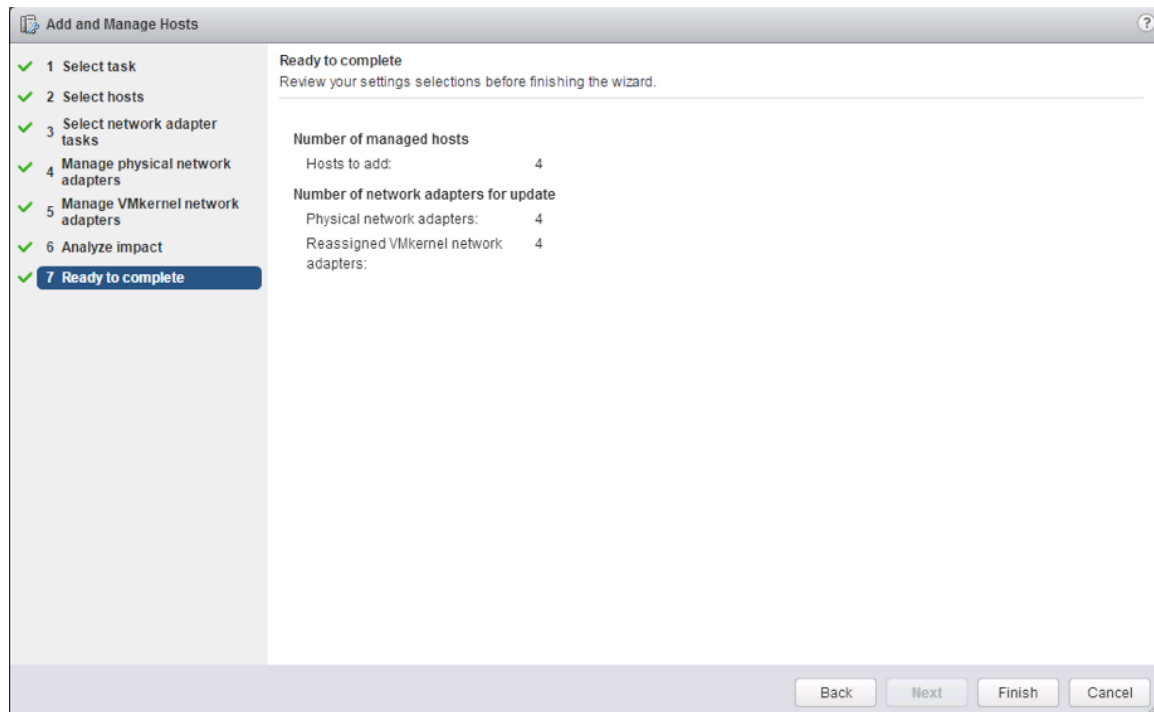 Add and Manage Hosts
?
1 Select task
2 Select hosts
3 Select network adapter
tasks
4 Manage physical network
adapters
5 Manage VMkernel network
adapters
6 Analyze impact
7 Ready to complete
Ready to complete
Review your settings selections before finishing the wizard.
Number of managed hosts
Hosts to add: 4
Number of network adapters for update
Physical network adapters: 4
Reassigned VMkernel network 4
adapters:
Back Next Finish Cancel